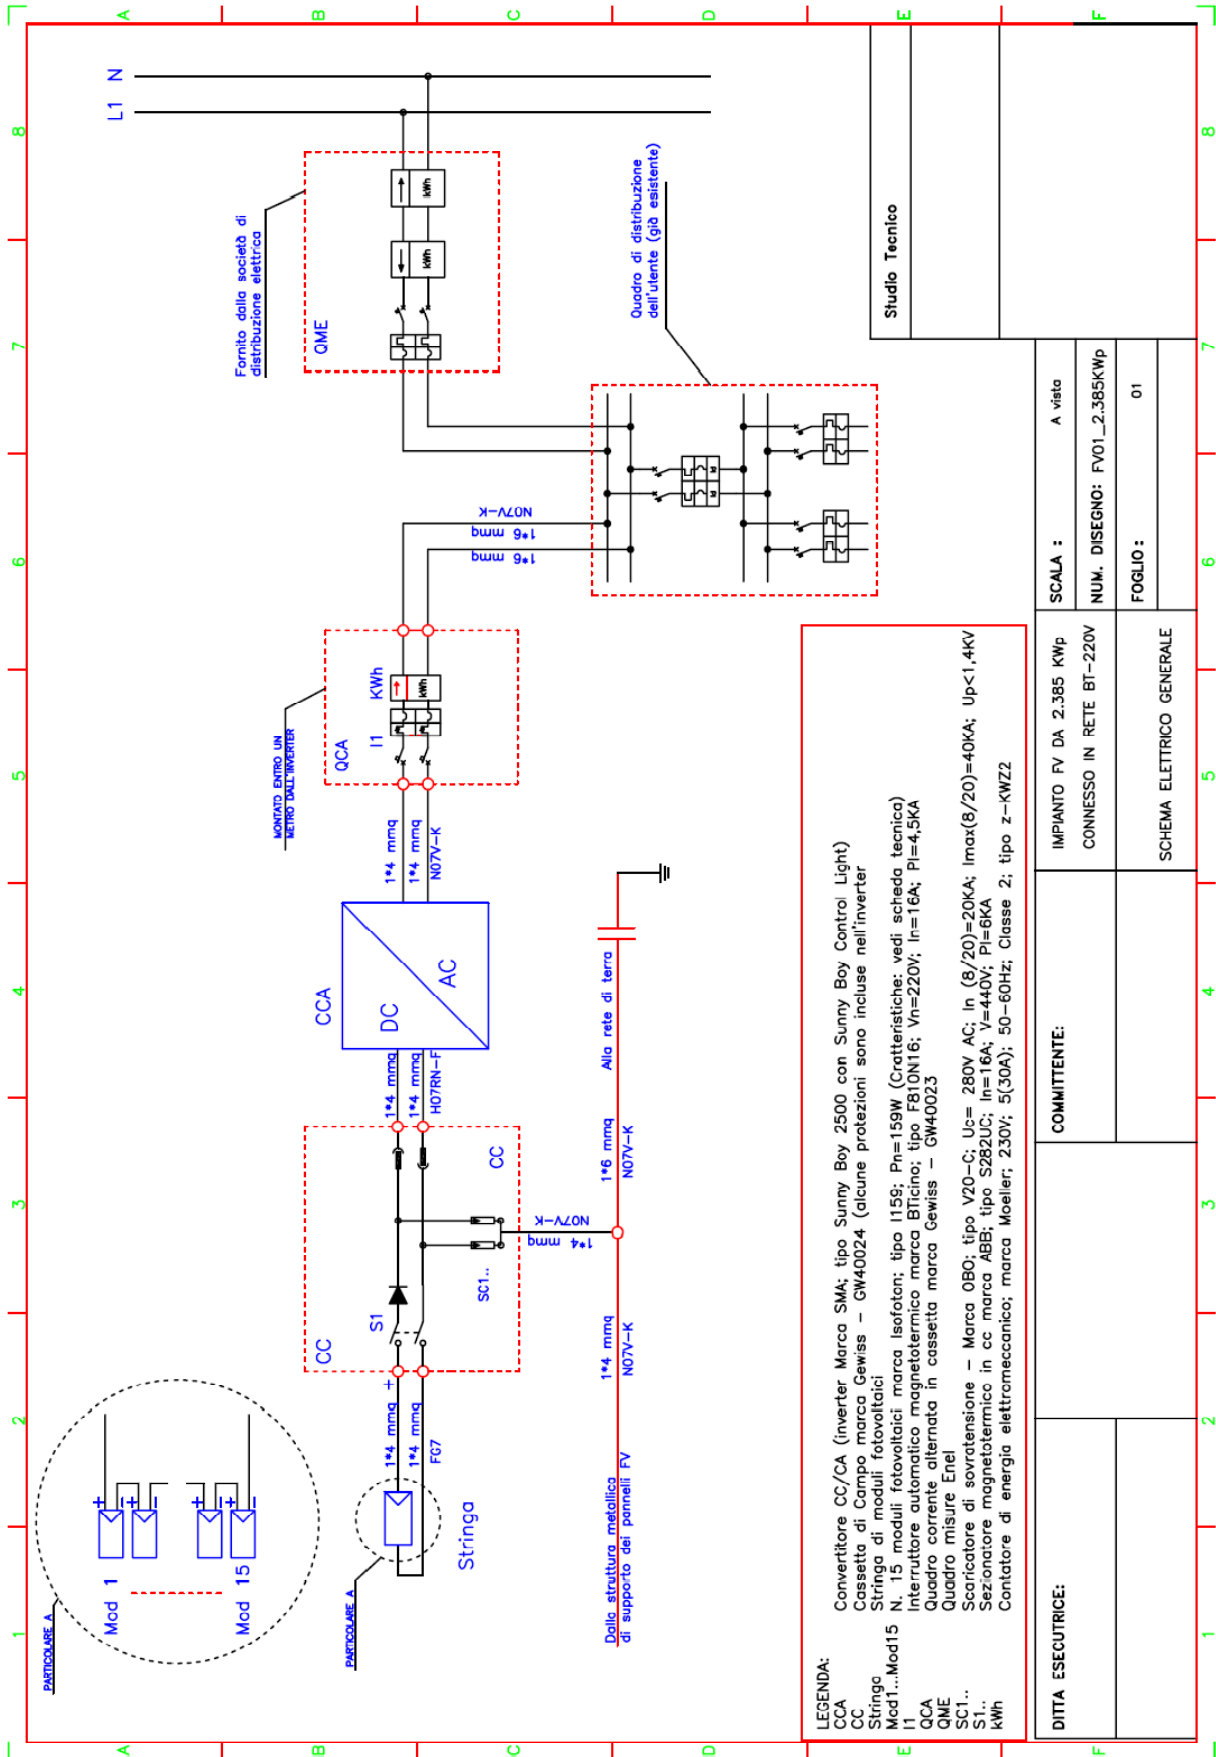 1 2 3 4 5 6 7 8
A A
B B
C C
D D
E E
F F
1 2 3 4 5 6 7 8
PARTICOLARE A
Mod 1
Mod 15
+ -
+ -
+ -
+ -
PARTICOLARE A
Stringa
1*4 mmq +
1*4 mmq
FG7
CC
S1
SC1..
CC
1*4 mmq
N07V-K
1*4 mmq
1*4 mmq
H07RN-F
CCA
DC
AC
1*4 mmq
1*4 mmq
N07V-K
MONTATO ENTRO UN
METRO DALL'INVERTER
QCA
I1
KWh
kWh
1*6 mmq
1*6 mmq
N07V-K
Fornito dalla società di
distribuzione elettrica
QME
kWh
kWh
L1
N
Quadro di distribuzione
dell'utente (già esistente)
Dalla struttura metallica
di supporto dei pannelli FV
1*4 mmq
N07V-K
1*6 mmq
N07V-K
Alla rete di terra
LEGENDA:
CCA Convertitore CC/CA (inverter Marca SMA; tipo Sunny Boy 2500 con Sunny Boy Control Light)
CC Cassetta di Campo marca Gewiss - GW40024 (alcune protezioni sono incluse nell'inverter
Stringa Stringa di moduli fotovoltaici
Mod1...Mod15 N. 15 moduli fotovoltaici marca Isofoton; tipo I159; Pn=159W (Cratteristiche: vedi scheda tecnica)
I1 Interruttore automatico magnetotermico marca BTicino; tipo F810N16; Vn=220V; In=16A; PI=4,5KA
QCA Quadro corrente alternata in cassetta marca Gewiss - GW40023
QME Quadro misure Enel
SC1.. Scaricatore di sovratensione - Marca OBO; tipo V20-C; Uc= 280V AC; In (8/20)=20KA; Imax(8/20)=40KA; Up<1,4KV
S1.. Sezionatore magnetotermico in cc marca ABB; tipo S282UC; In=16A; V=440V; PI=6KA
kWh Contatore di energia elettromeccanico; marca Moeller; 230V; 5(30A); 50-60Hz; Classe 2; tipo z-KWZ2
Studio Tecnico
DITTA ESECUTRICE:
COMMITTENTE:
IMPIANTO FV DA 2.385 KWp
CONNESSO IN RETE BT-220V
SCHEMA ELETTRICO GENERALE
SCALA : A vista
NUM. DISEGNO: FV01_2.385KWp
FOGLIO : 01